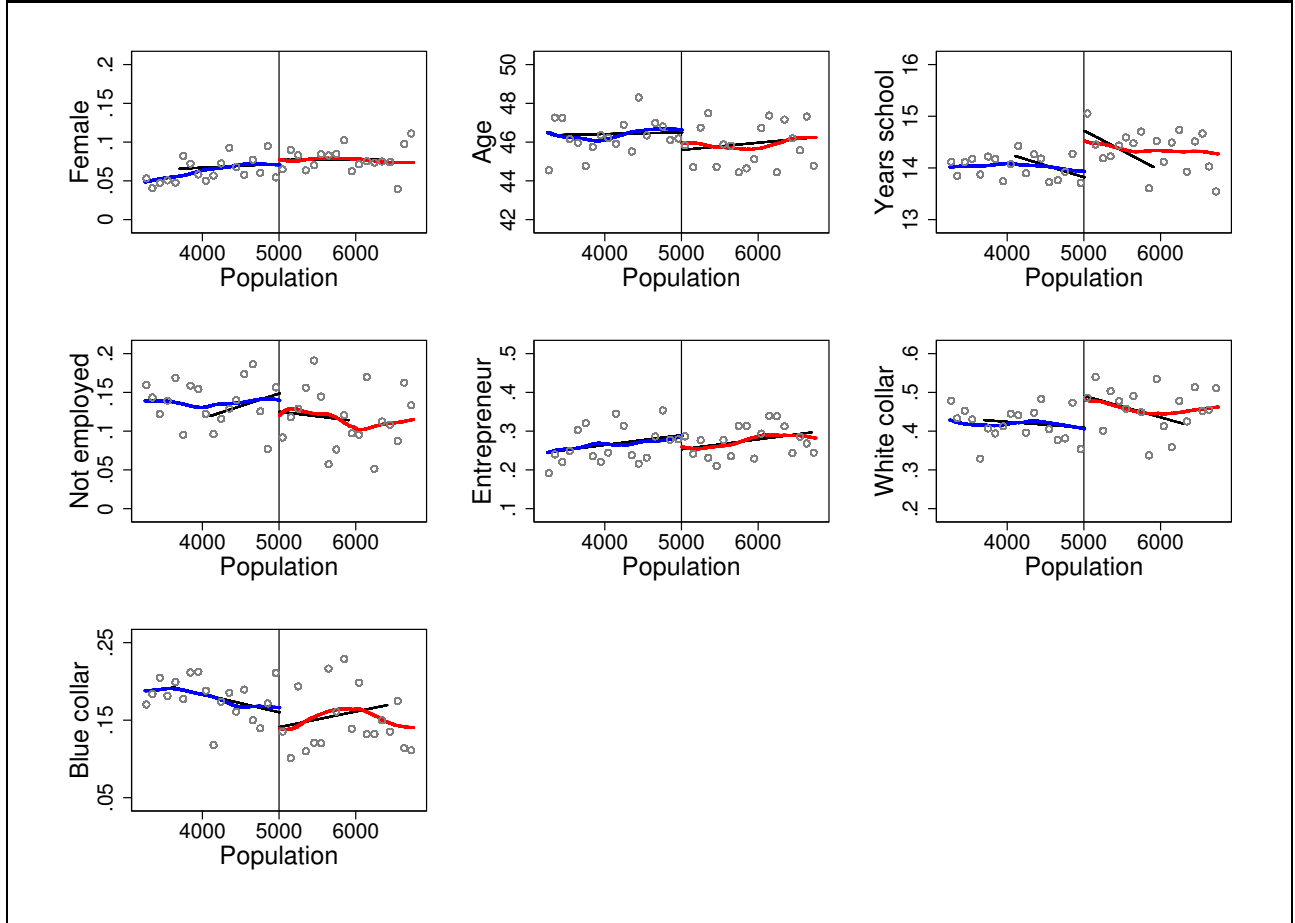 Female
0 .05 .1 .15 .2
4000 5000 6000
Population
Age
42 44 46 48 50
4000 5000 6000
Population
Years school
13 14 15 16
4000 5000 6000
Population
Not employed
0 .05 .1 .15 .2
4000 5000 6000
Population
Entrepreneur
.1 .2 .3 .4 .5
4000 5000 6000
Population
White collar
.2 .3 .4 .5 .6
4000 5000 6000
Population
Blue collar
.05 .15 .25
4000 5000 6000
Population